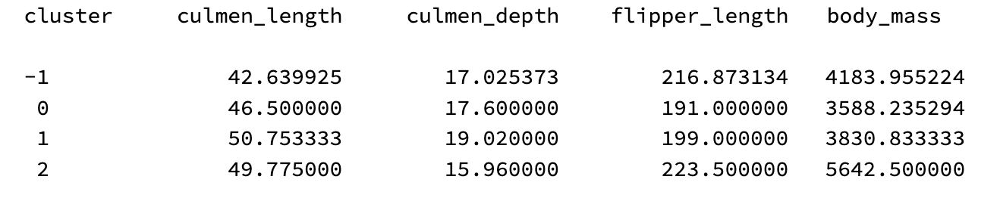 cluster culmen_length culmen_depth flipper_length body_mass
-1 42.639925 17.025373 216.873134 4183.955224
0 46.500000 17.600000 191.000000 3588.235294
1 50.753333 19.020000 199.000000 3830.833333
2 49.775000 15.960000 223.500000 5642.500000